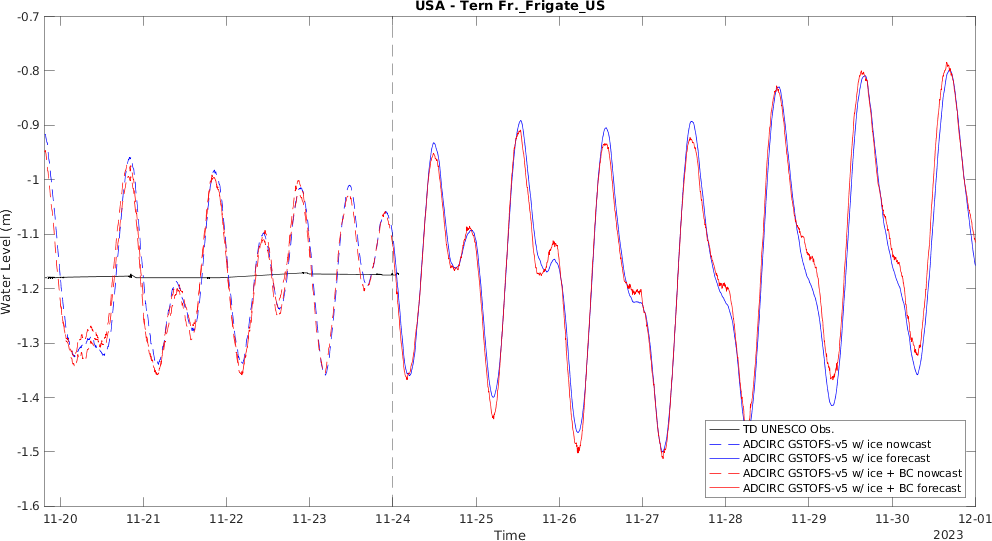 USA - Tern Fr._Frigate_US
Water Level (m)
-0.7
-0.8
-0.9
-1
-1.1
-1.2
-1.3
-1.4
-1.5
-1.6
TD UNESCO Obs.
ADCIRC GSTOFS-v5 w/ ice nowcast
ADCIRC GSTOFS-v5 w/ ice forecast
ADCIRC GSTOFS-v5 w/ ice + BC nowcast
ADCIRC GSTOFS-v5 w/ ice + BC forecast
11-20 11-21 11-22 11-23 11-24 11-25 11-26 11-27 11-28 11-29 11-30 12-01
Time
2023